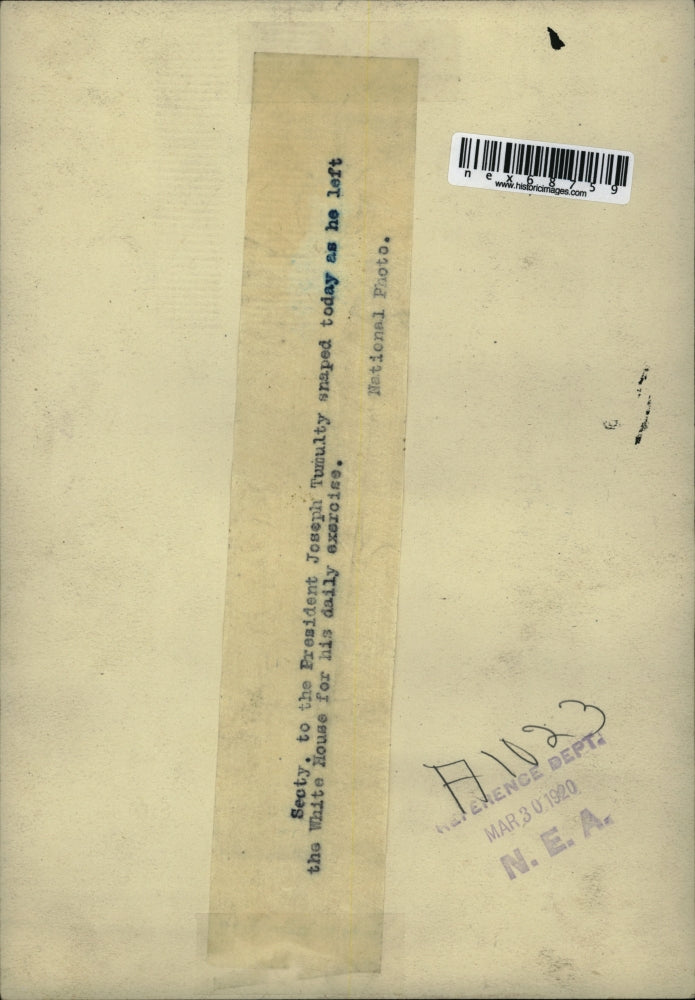 Secty. to the President Joseph Tumulty snaped today as he left
the White House for his daily exercise.
National Photo.
nex68759
www.historicimages.com
A1023
REFERENCE DEPT.
MAR 30 1920
N. E. A.